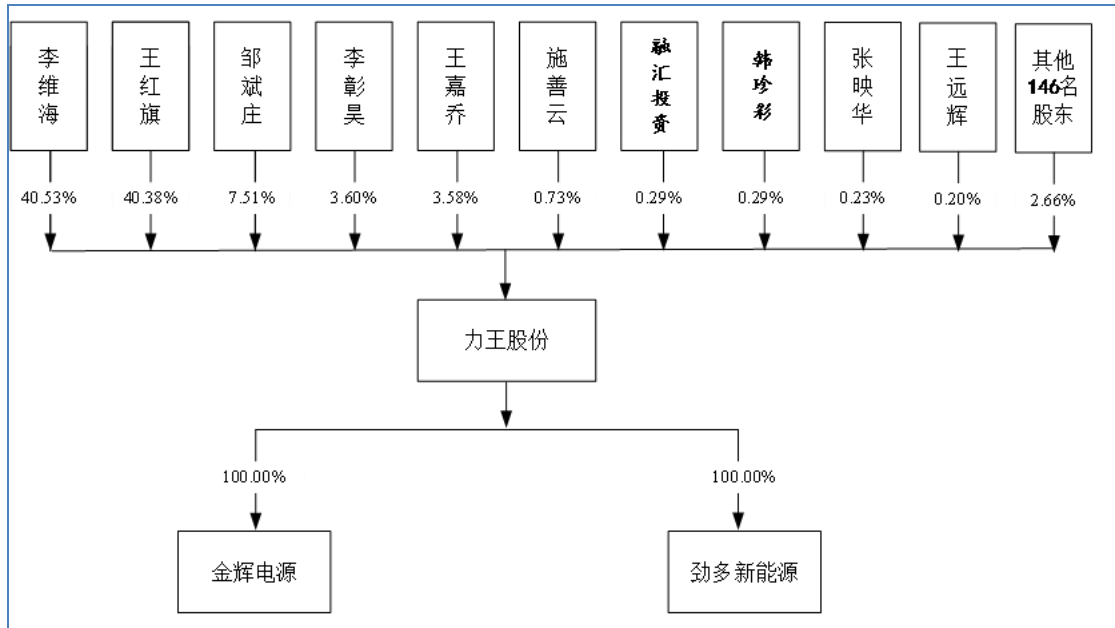 李维海
王红旗
邹斌庄
李彰昊
王嘉乔
施善云
融汇投资
韩珍彩
张映华
王远辉
其他
146名
股东
40.53%
40.38%
7.51%
3.60%
3.58%
0.73%
0.29%
0.29%
0.23%
0.20%
2.66%
力王股份
100.00%
100.00%
金辉电源
劲多新能源